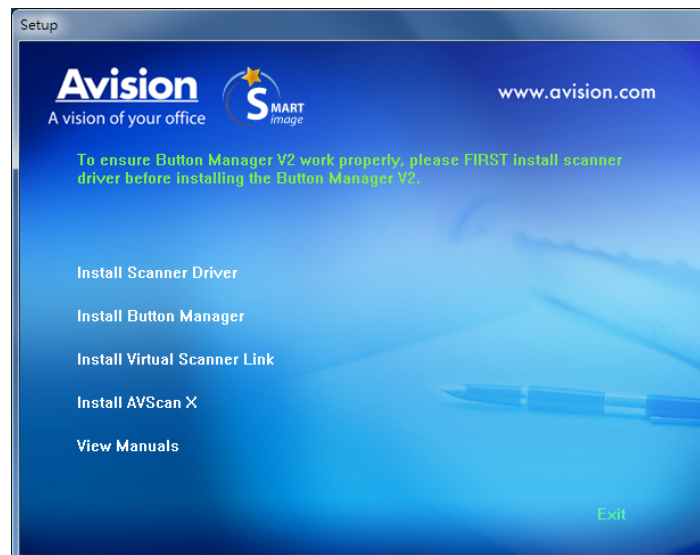 Setup
Avision
A vision of your office
SMART
image
www.avision.com
To ensure Button Manager V2 work properly, please FIRST install scanner
driver before installing the Button Manager V2.
Install Scanner Driver
Install Button Manager
Install Virtual Scanner Link
Install AVScan X
View Manuals
Exit